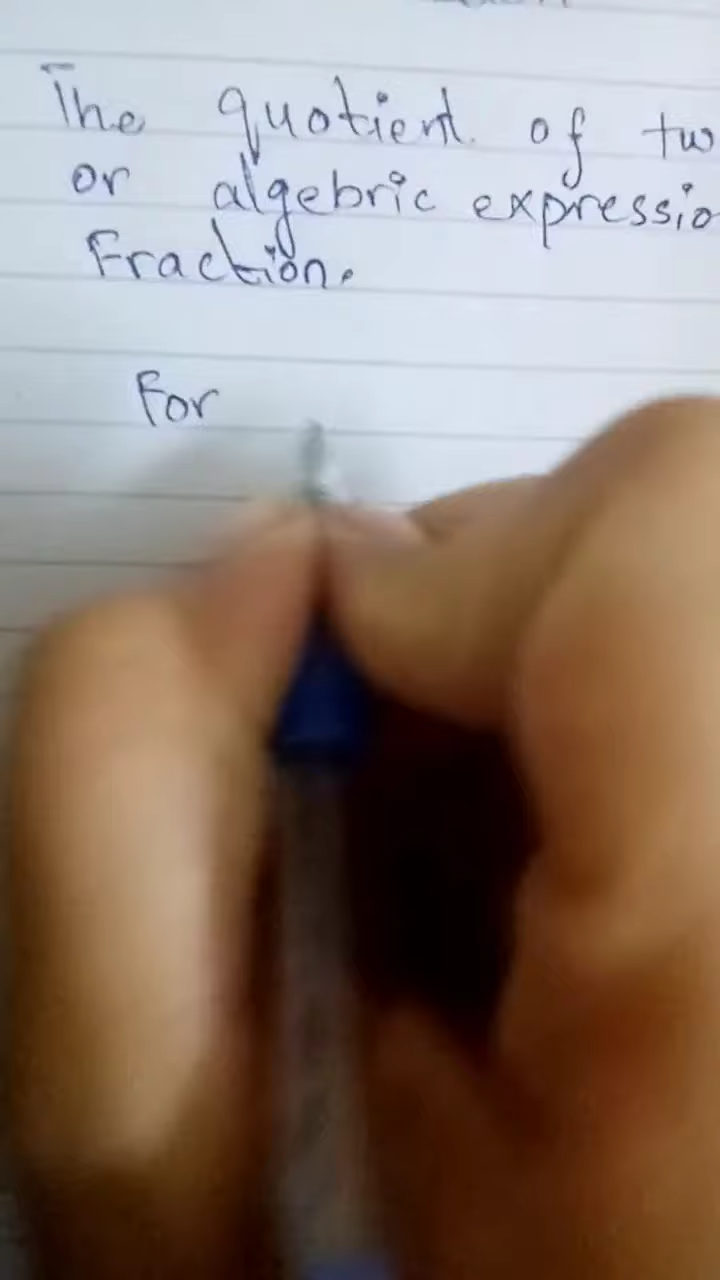 The quotient of tw
or algebric expressio
Fraction.
For